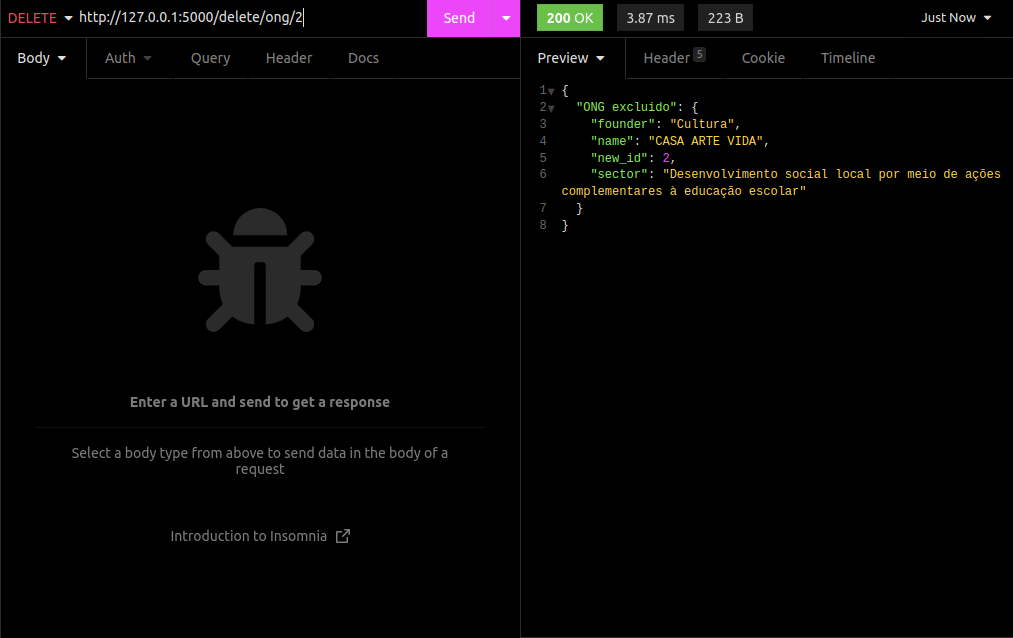 DELETE http://127.0.0.1:5000/delete/ong/2 Send 200 OK 3.87 ms 223 B Just Now
Body Auth Query Header Docs Preview Header 5 Cookie Timeline
1 {
2 "ONG excluido": {
3 "founder": "Cultura",
4 "name": "CASA ARTE VIDA",
5 "new_id": 2,
6 "sector": "Desenvolvimento social local por meio de ações
complementares à educação escolar"
7 }
8 }
Enter a URL and send to get a response
Select a body type from above to send data in the body of a
request
Introduction to Insomnia